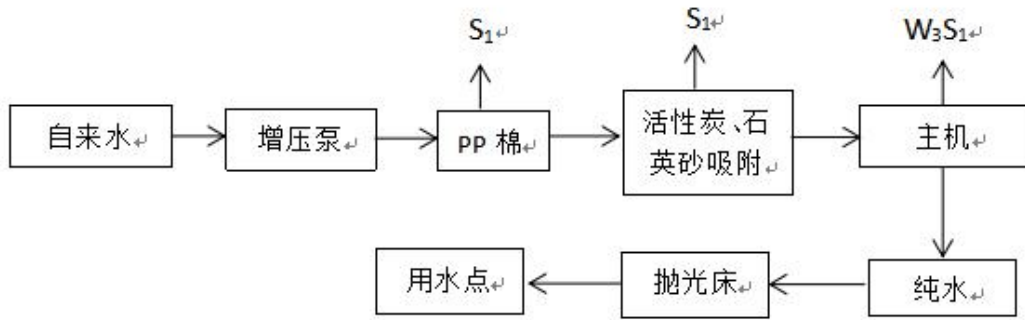 S₁
S₁
W₃S₁
自来水
增压泵
PP 棉
活性炭、石
英砂吸附
主机
用水点
抛光床
纯水